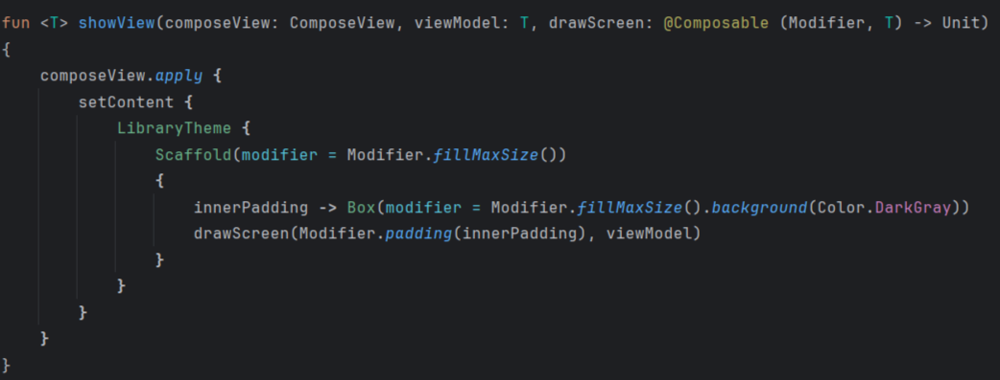 fun <T> showView(composeView: ComposeView, viewModel: T, drawScreen: @Composable (Modifier, T) -> Unit)
{
    composeView.apply {
        setContent {
            LibraryTheme {
                Scaffold(modifier = Modifier.fillMaxSize())
                {
                    innerPadding -> Box(modifier = Modifier.fillMaxSize().background(Color.DarkGray))
                    drawScreen(Modifier.padding(innerPadding), viewModel)
                }
            }
        }
    }
}